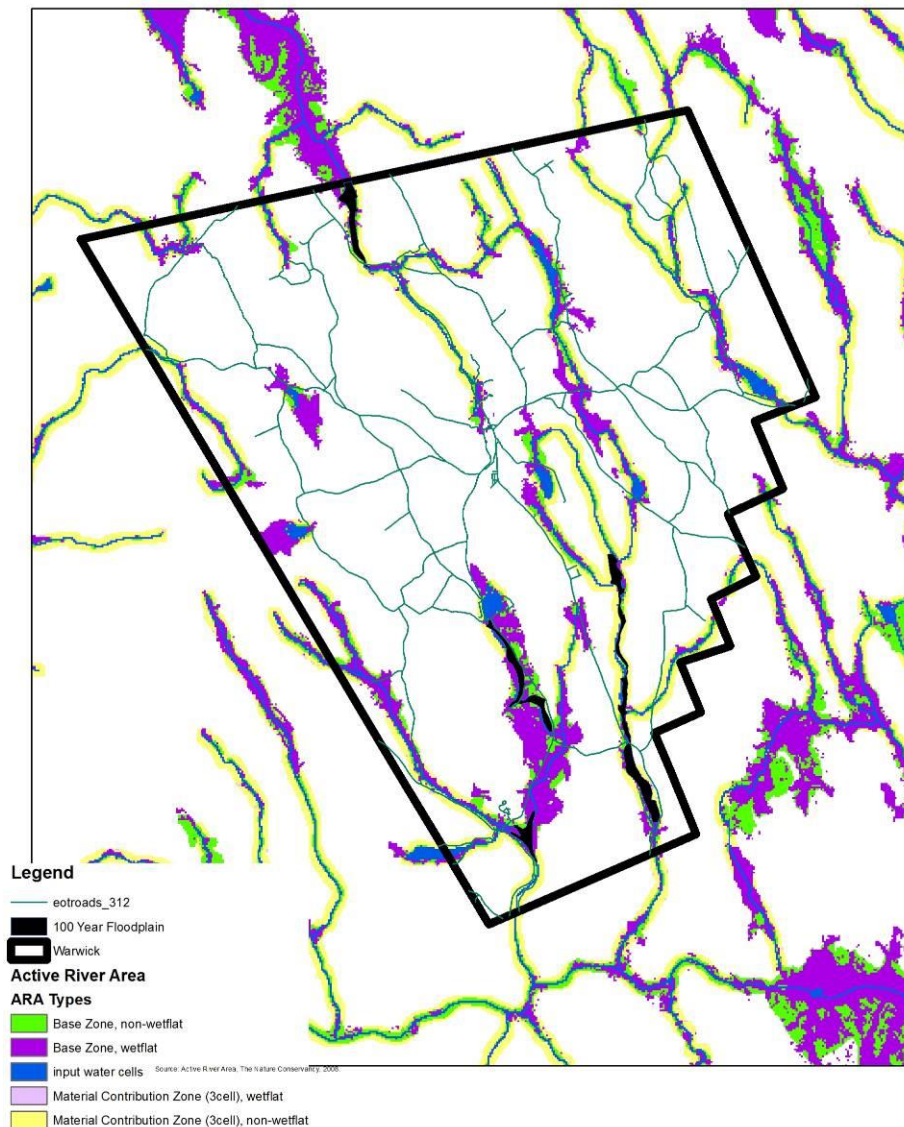 Legend
eotroads_312
100 Year Floodplain
Warwick
Active River Area
ARA Types
Base Zone, non-wetflat
Base Zone, wetflat
input water cells
Material Contribution Zone (3cell), wetflat
Material Contribution Zone (3cell), non-wetflat
Source: Active River Area, The Nature Conservancy, 2008.